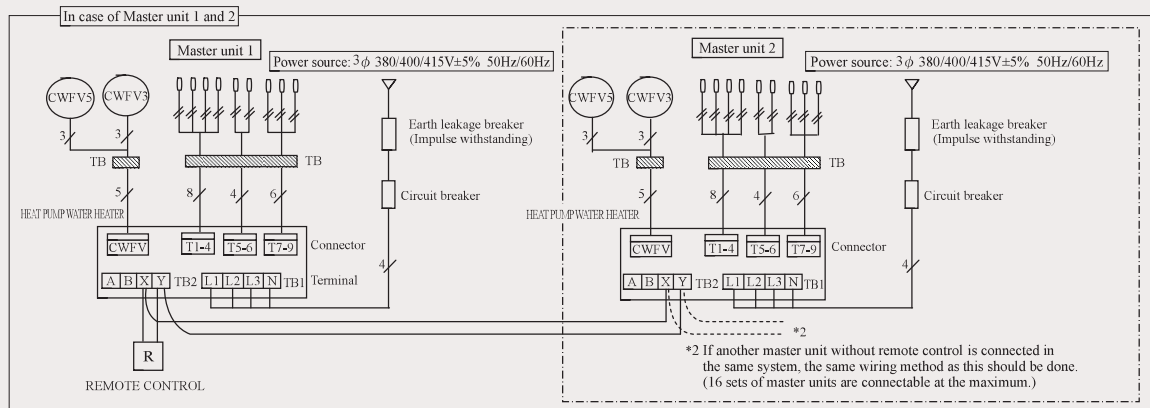 In case of Master unit 1 and 2
Master unit 1
Power source: 3ϕ 380/400/415V±5% 50Hz/60Hz
CWFV5
CWFV3
3
3
TB
TB
5
8
4
6
HEAT PUMP WATER HEATER
CWFV
T1-4
T5-6
T7-9
Connector
A B X Y TB2
L1 L2 L3 N TB1
Terminal
Earth leakage breaker
(Impulse withstanding)
Circuit breaker
4
R
REMOTE CONTROL
Master unit 2
Power source: 3ϕ 380/400/415V±5% 50Hz/60Hz
CWFV5
CWFV3
3
3
TB
TB
5
8
4
6
HEAT PUMP WATER HEATER
CWFV
T1-4
T5-6
T7-9
Connector
A B X Y TB2
L1 L2 L3 N TB1
Earth leakage breaker
(Impulse withstanding)
Circuit breaker
4
*2
*2 If another master unit without remote control is connected in
the same system, the same wiring method as this should be done.
(16 sets of master units are connectable at the maximum.)